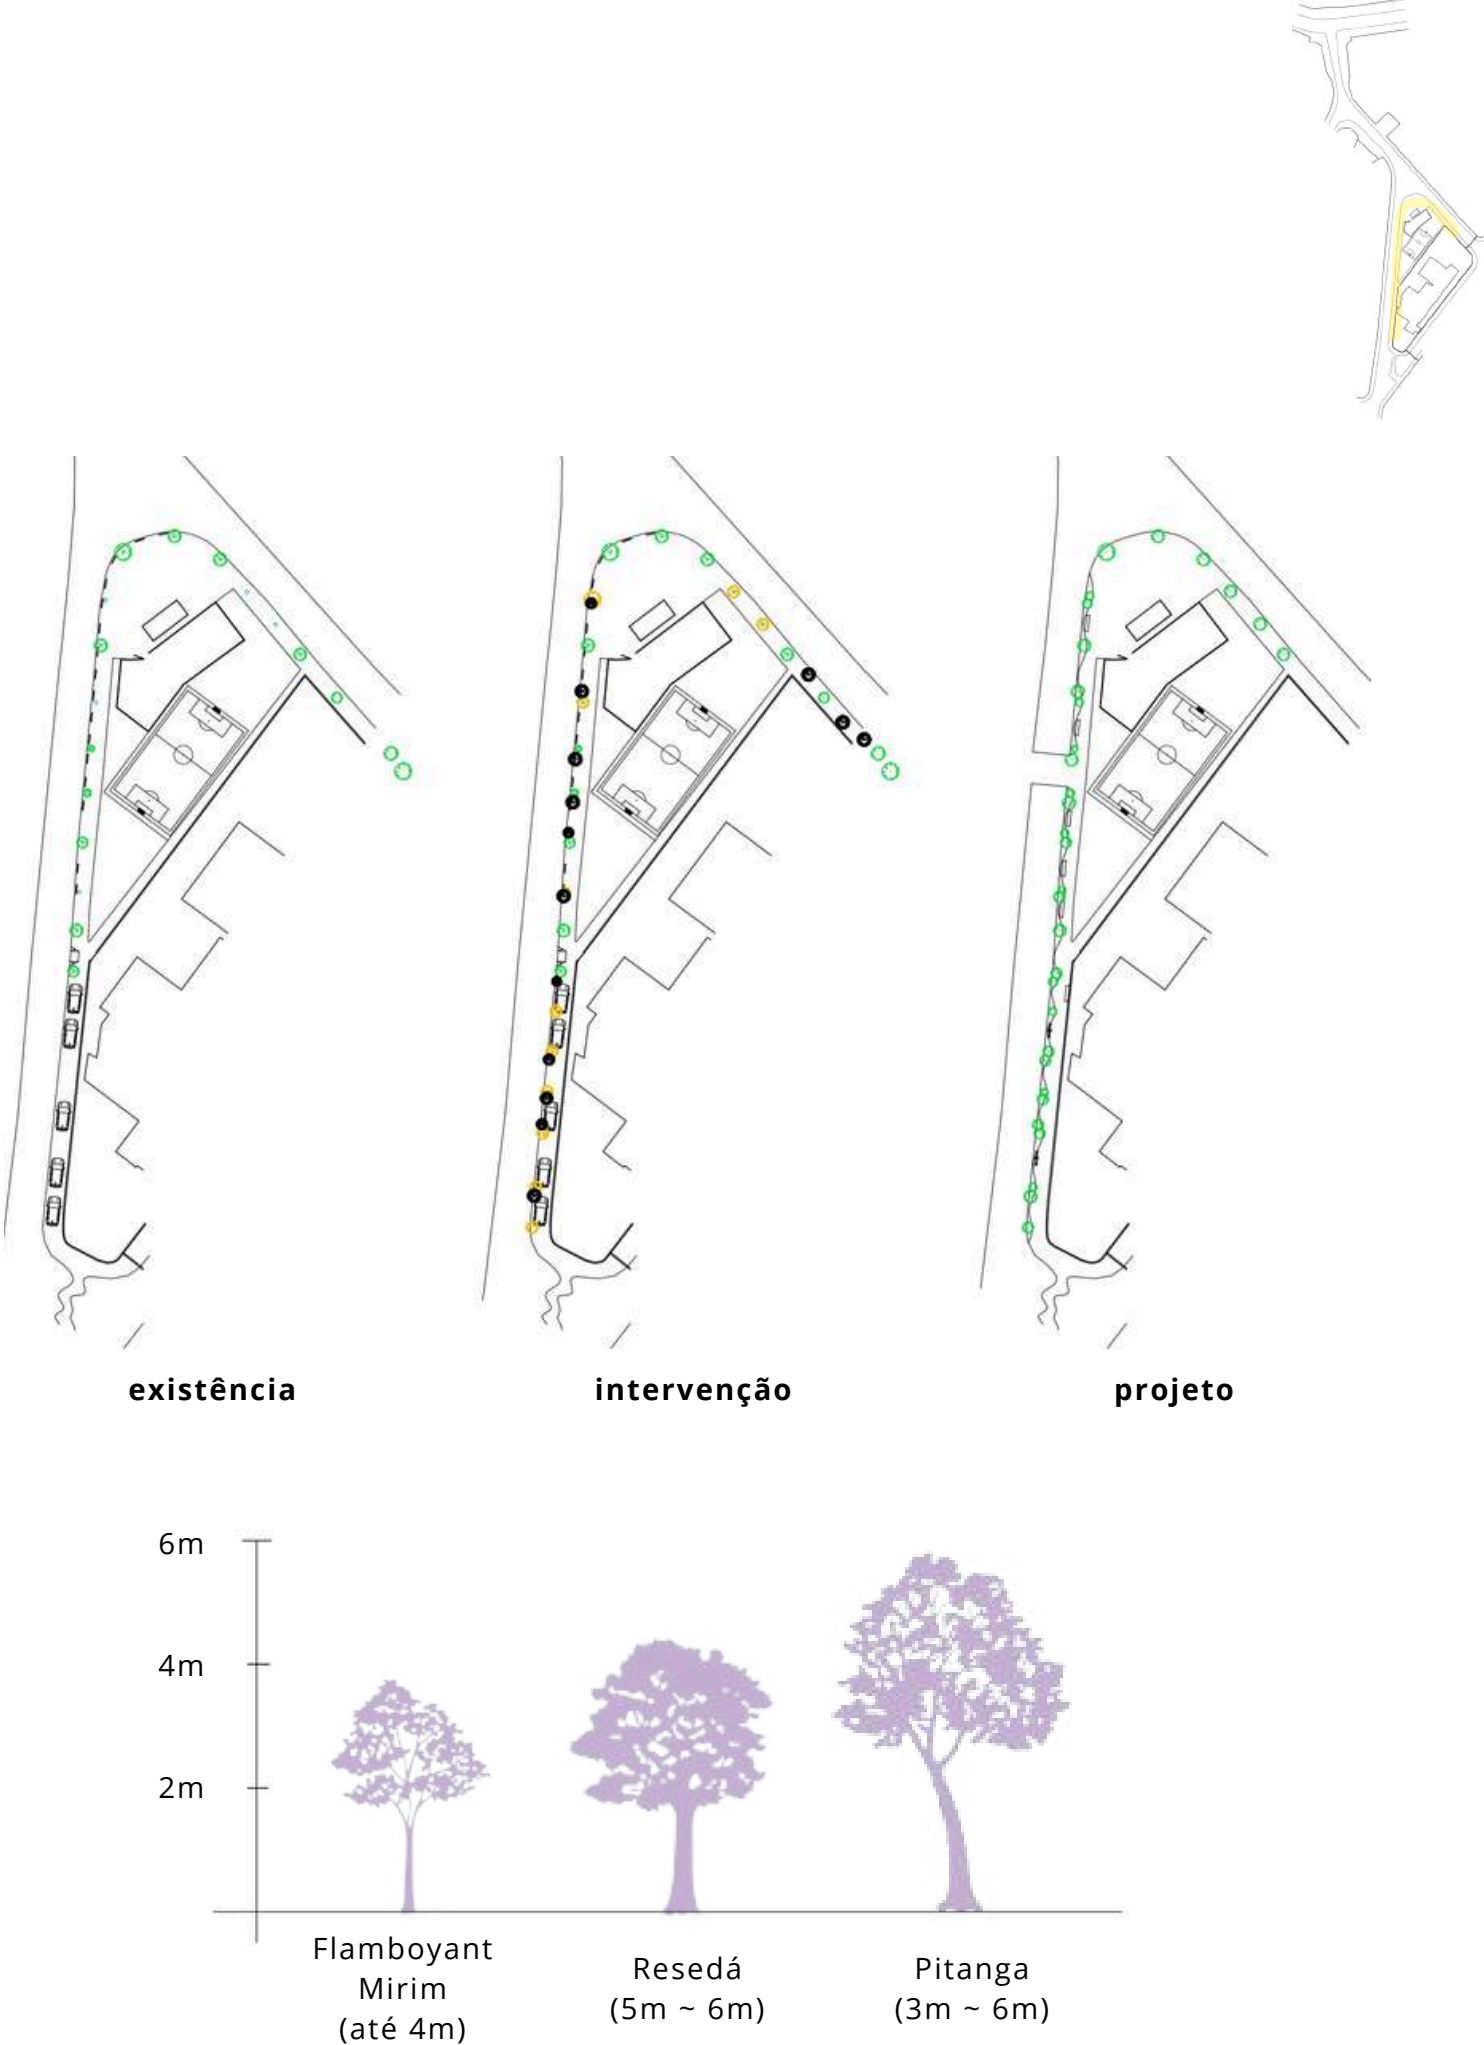 existência
intervenção
projeto
6m
4m
2m
Flamboyant
Mirim
(até 4m)
Resedá
(5m ~ 6m)
Pitanga
(3m ~ 6m)